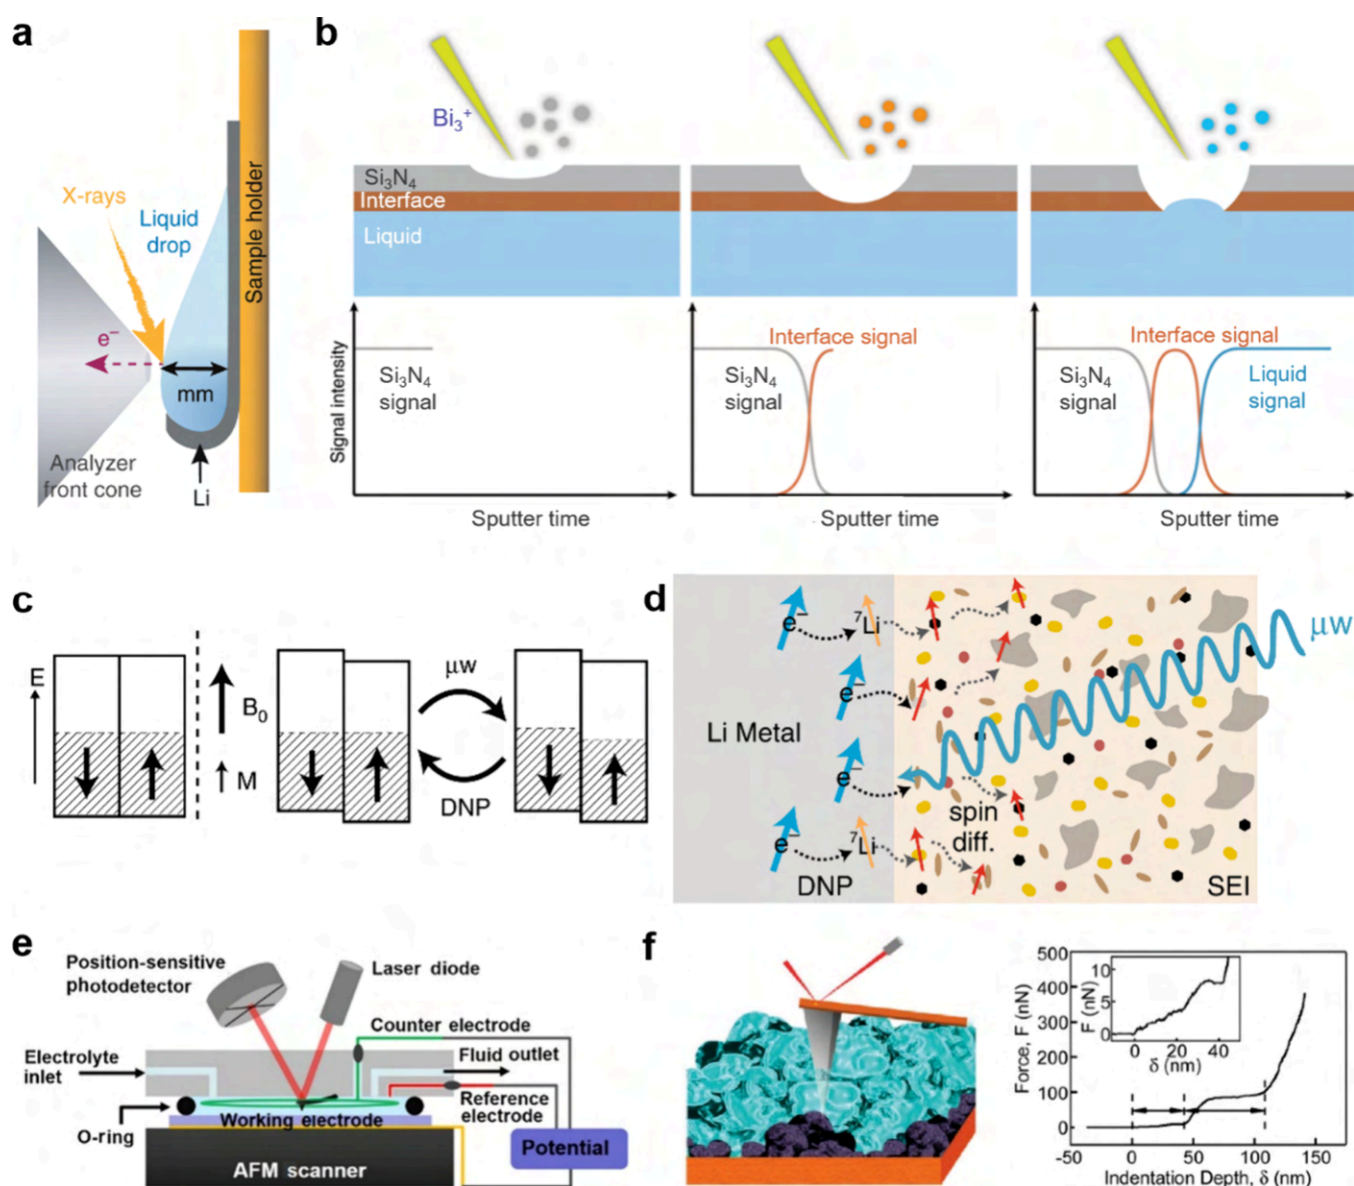 a
X-rays
Liquid
drop
Sample holder
e⁻
mm
Analyzer
front cone
Li
b
Bi₃⁺
Si₃N₄
Interface
Liquid
Signal intensity
Si₃N₄
signal
Sputter time
Interface signal
Si₃N₄
signal
Sputter time
Interface signal
Si₃N₄
signal
Liquid
signal
Sputter time
c
E
B₀
M
μw
DNP
d
e⁻
⁷Li
μw
e⁻
Li Metal
e⁻
spin
diff.
e⁻
⁷Li
DNP
SEI
e
Position-sensitive
photodetector
Laser diode
Counter electrode
Electrolyte
inlet
Fluid outlet
Reference
electrode
O-ring
Working electrode
Potential
AFM scanner
f
Force, F (nN)
500
400
300
200
100
0
-50 0 50 100 150
Indentation Depth, δ (nm)
F (nN)
10
5
0
0 20 40
δ (nm)